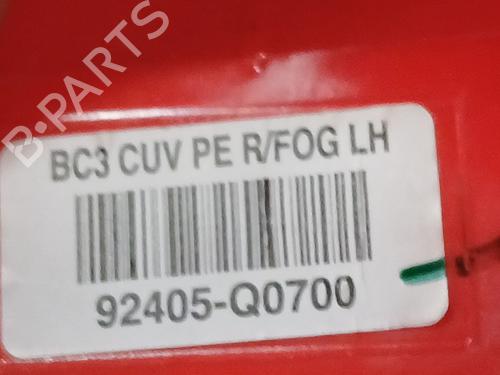 B-PARTS
BC3 CUV PE R/FOG LH
92405-Q0700